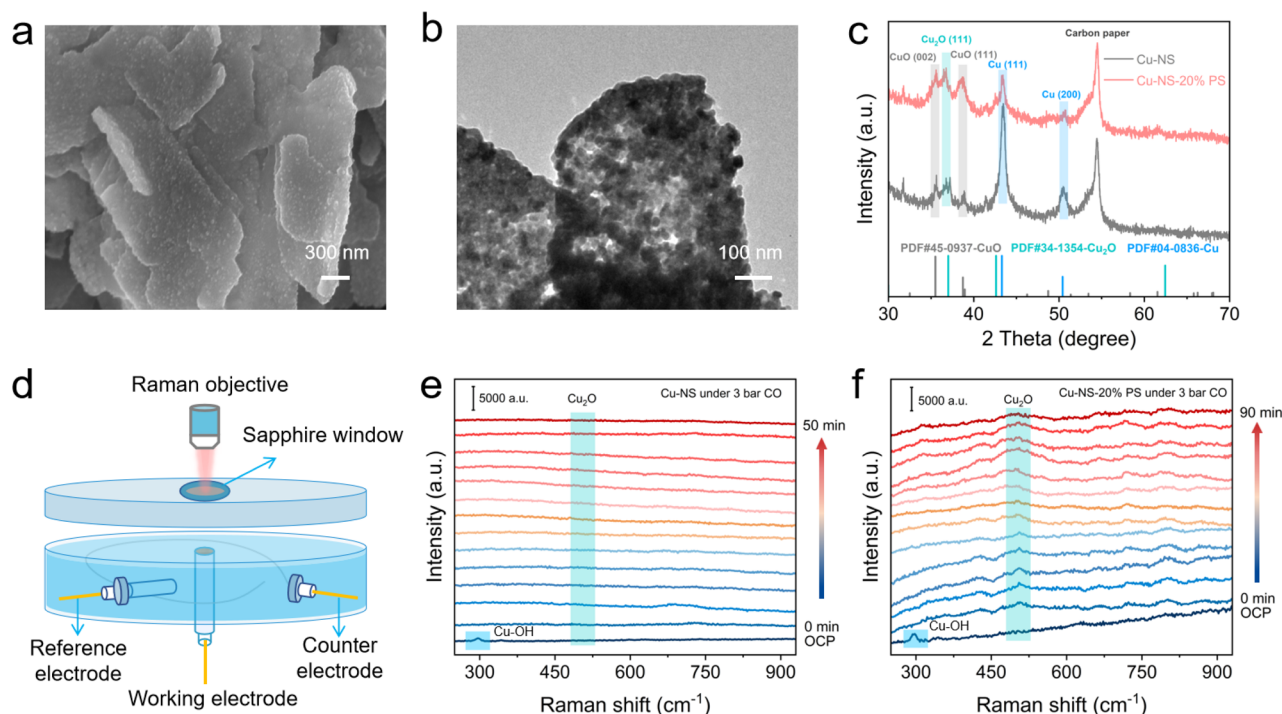 a
300 nm
b
100 nm
c
Carbon paper
Cu₂O (111)
CuO (002)
CuO (111)
Cu (111)
Cu (200)
Cu-NS
Cu-NS-20% PS
PDF#45-0937-CuO
PDF#34-1354-Cu₂O
PDF#04-0836-Cu
Intensity (a.u.)
30
40
50
60
70
2 Theta (degree)
d
Raman objective
Sapphire window
Reference
electrode
Counter
electrode
Working electrode
e
5000 a.u.
Cu₂O
Cu-NS under 3 bar CO
50 min
0 min
OCP
Cu-OH
Intensity (a.u.)
300
450
600
750
900
Raman shift (cm⁻¹)
f
5000 a.u.
Cu₂O
Cu-NS-20% PS under 3 bar CO
90 min
0 min
OCP
Cu-OH
Intensity (a.u.)
300
450
600
750
900
Raman shift (cm⁻¹)